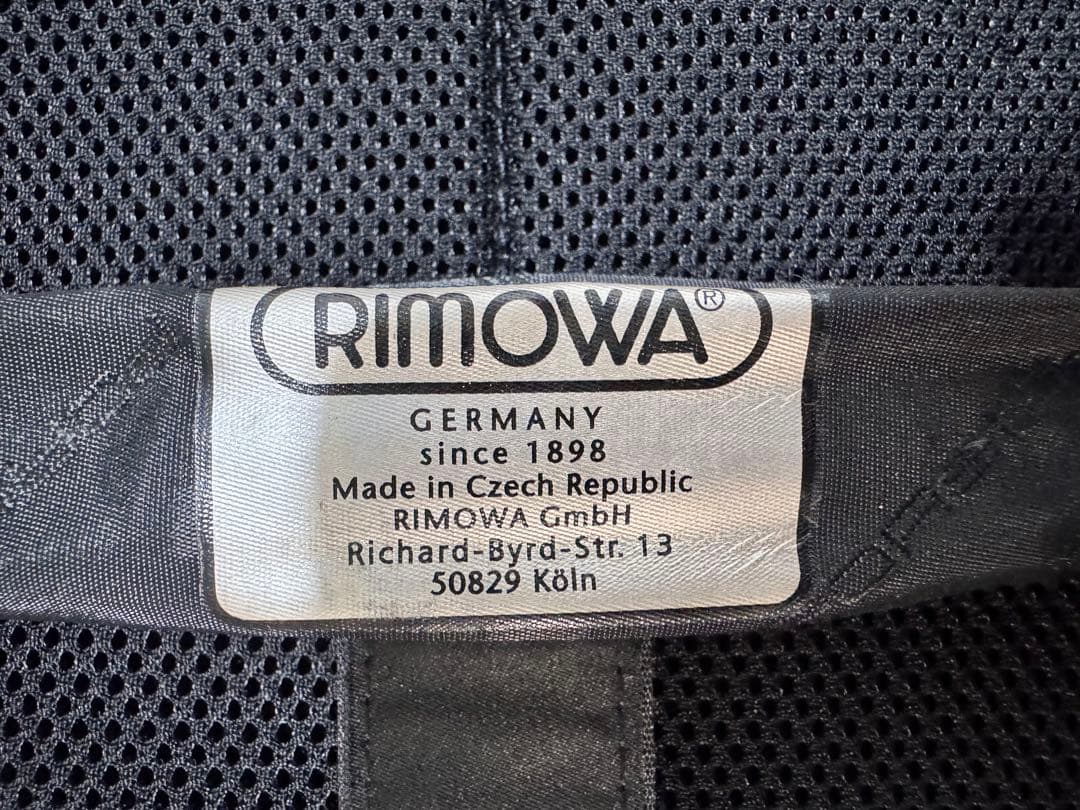 RIMOWA®
GERMANY
since 1898
Made in Czech Republic
RIMOWA GmbH
Richard-Byrd-Str. 13
50829 Köln